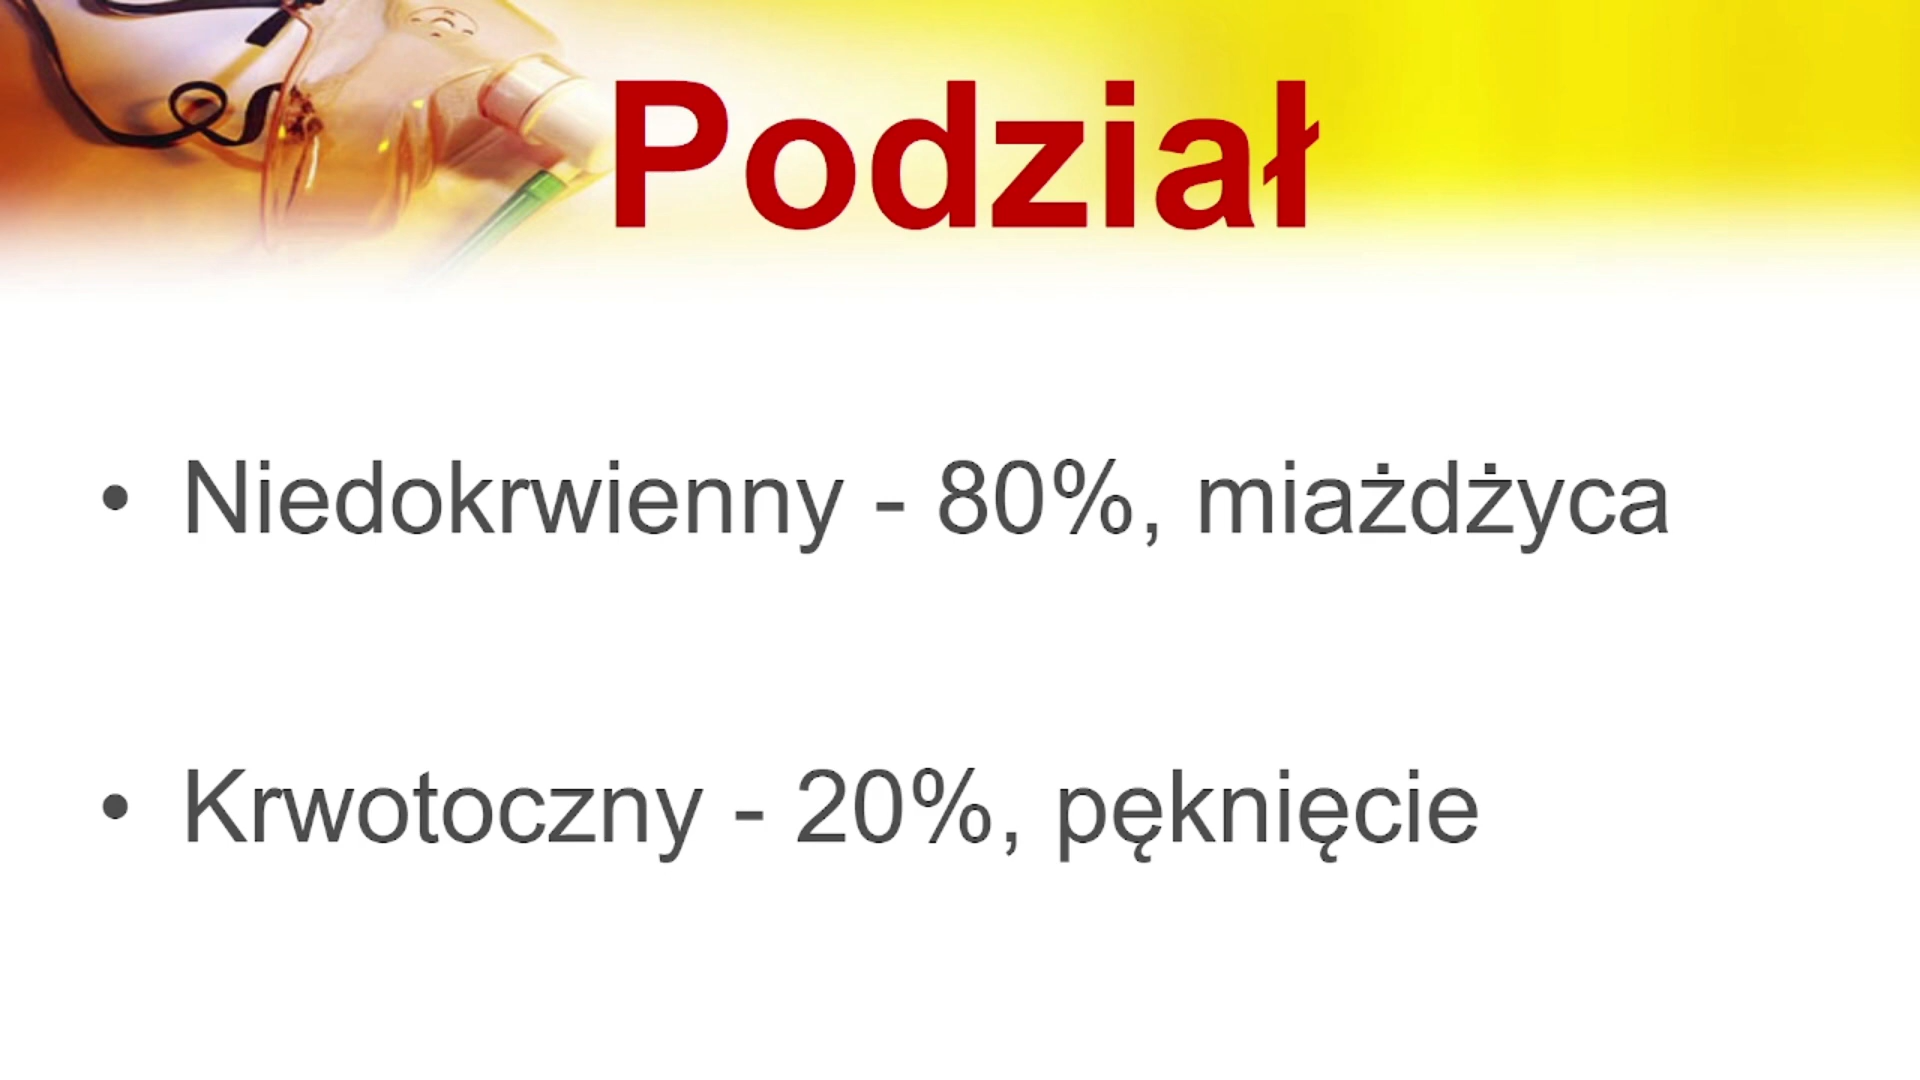 Podział
• Niedokrwienny - 80%, miażdżyca
• Krwotoczny - 20%, pęknięcie